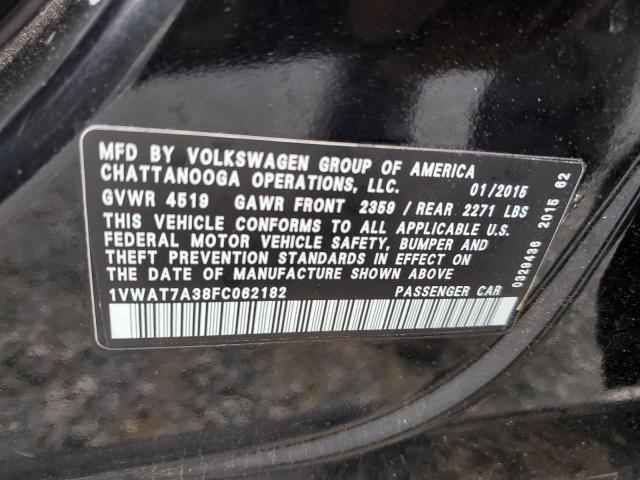 MFD BY VOLKSWAGEN GROUP OF AMERICA
CHATTANOOGA OPERATIONS, LLC. 01/2015
GVWR 4519 GAWR FRONT 2359 / REAR 2271 LBS
THIS VEHICLE CONFORMS TO ALL APPLICABLE U.S.
FEDERAL MOTOR VEHICLE SAFETY, BUMPER AND
THEFT PREVENTION STANDARDS IN EFFECT ON
THE DATE OF MANUFACTURE SHOWN ABOVE
1VWAT7A38FC062182 PASSENGER CAR
0329436 2015 62